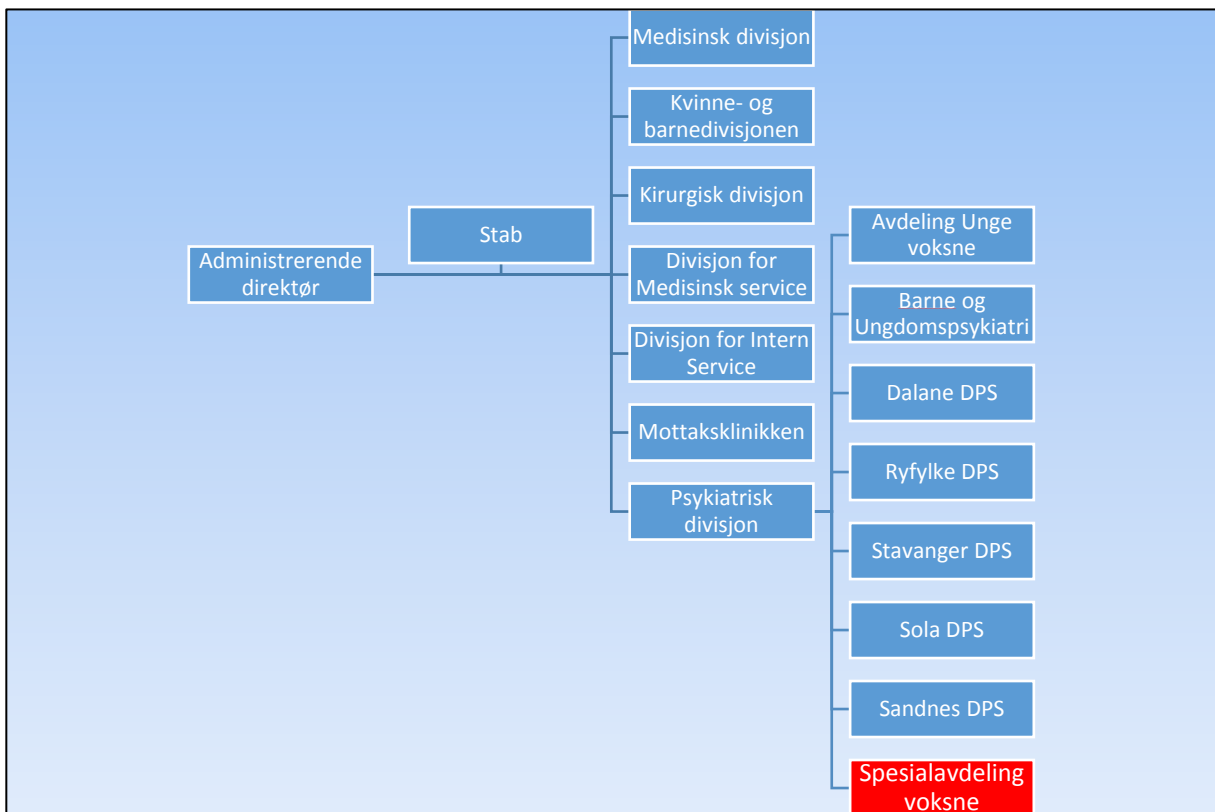 Administrerende
direktør
Stab
Medisinsk divisjon
Kvinne- og
barnedivisjonen
Kirurgisk divisjon
Divisjon for
Medisinsk service
Divisjon for Intern
Service
Mottaksklinikken
Psykiatrisk
divisjon
Avdeling Unge
voksne
Barne og
Ungdomspsykiatri
Dalane DPS
Ryfylke DPS
Stavanger DPS
Sola DPS
Sandnes DPS
Spesialavdeling
voksne